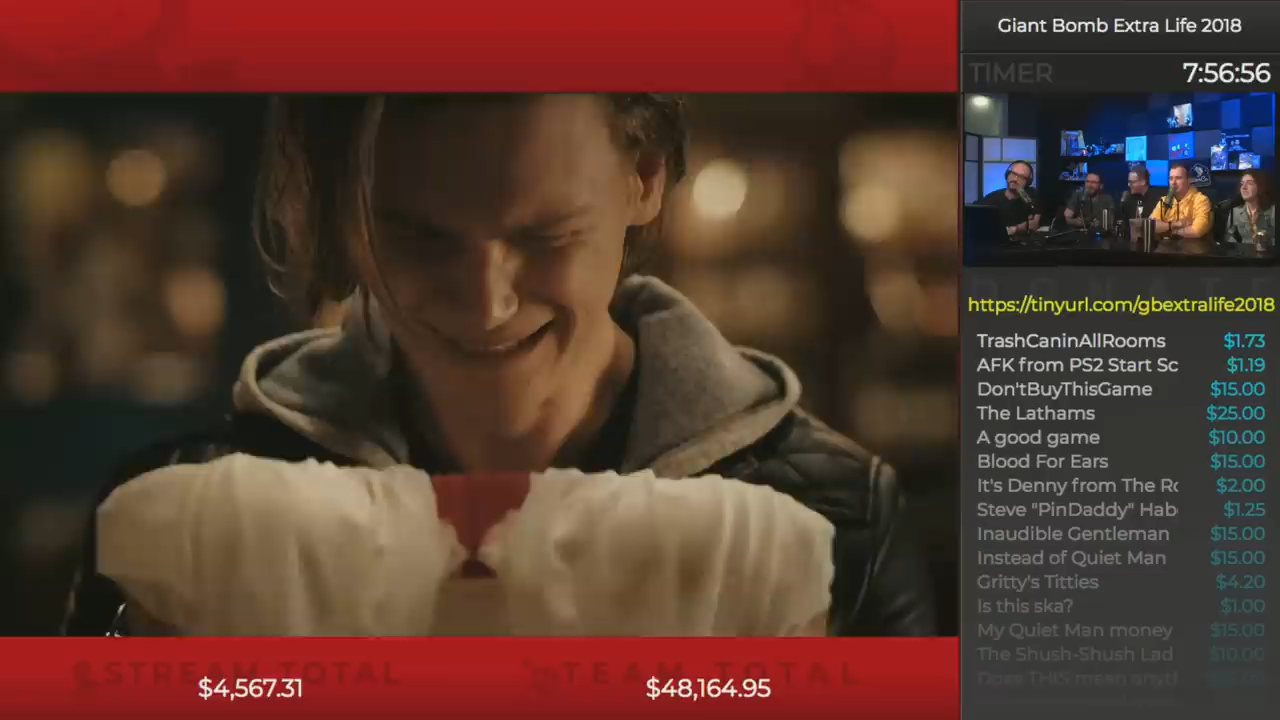 Giant Bomb Extra Life 2018
TIMER
7:56:56
https://tinyurl.com/gbextralife2018
TrashCaninAllRooms $1.73
AFK from PS2 Start Sc $1.19
Don'tBuyThisGame $15.00
The Lathams $25.00
A good game $10.00
Blood For Ears $15.00
It's Denny from The Ro $2.00
Steve "PinDaddy" Hab $1.25
Inaudible Gentleman $15.00
Instead of Quiet Man $15.00
Gritty's Titties $4.20
Is this ska? $1.00
My Quiet Man money $15.00
The Shush-Shush Lad $10.00
Does THIS mean anyt
STREAM TOTAL
TEAM TOTAL
$4,567.31
$48,164.95